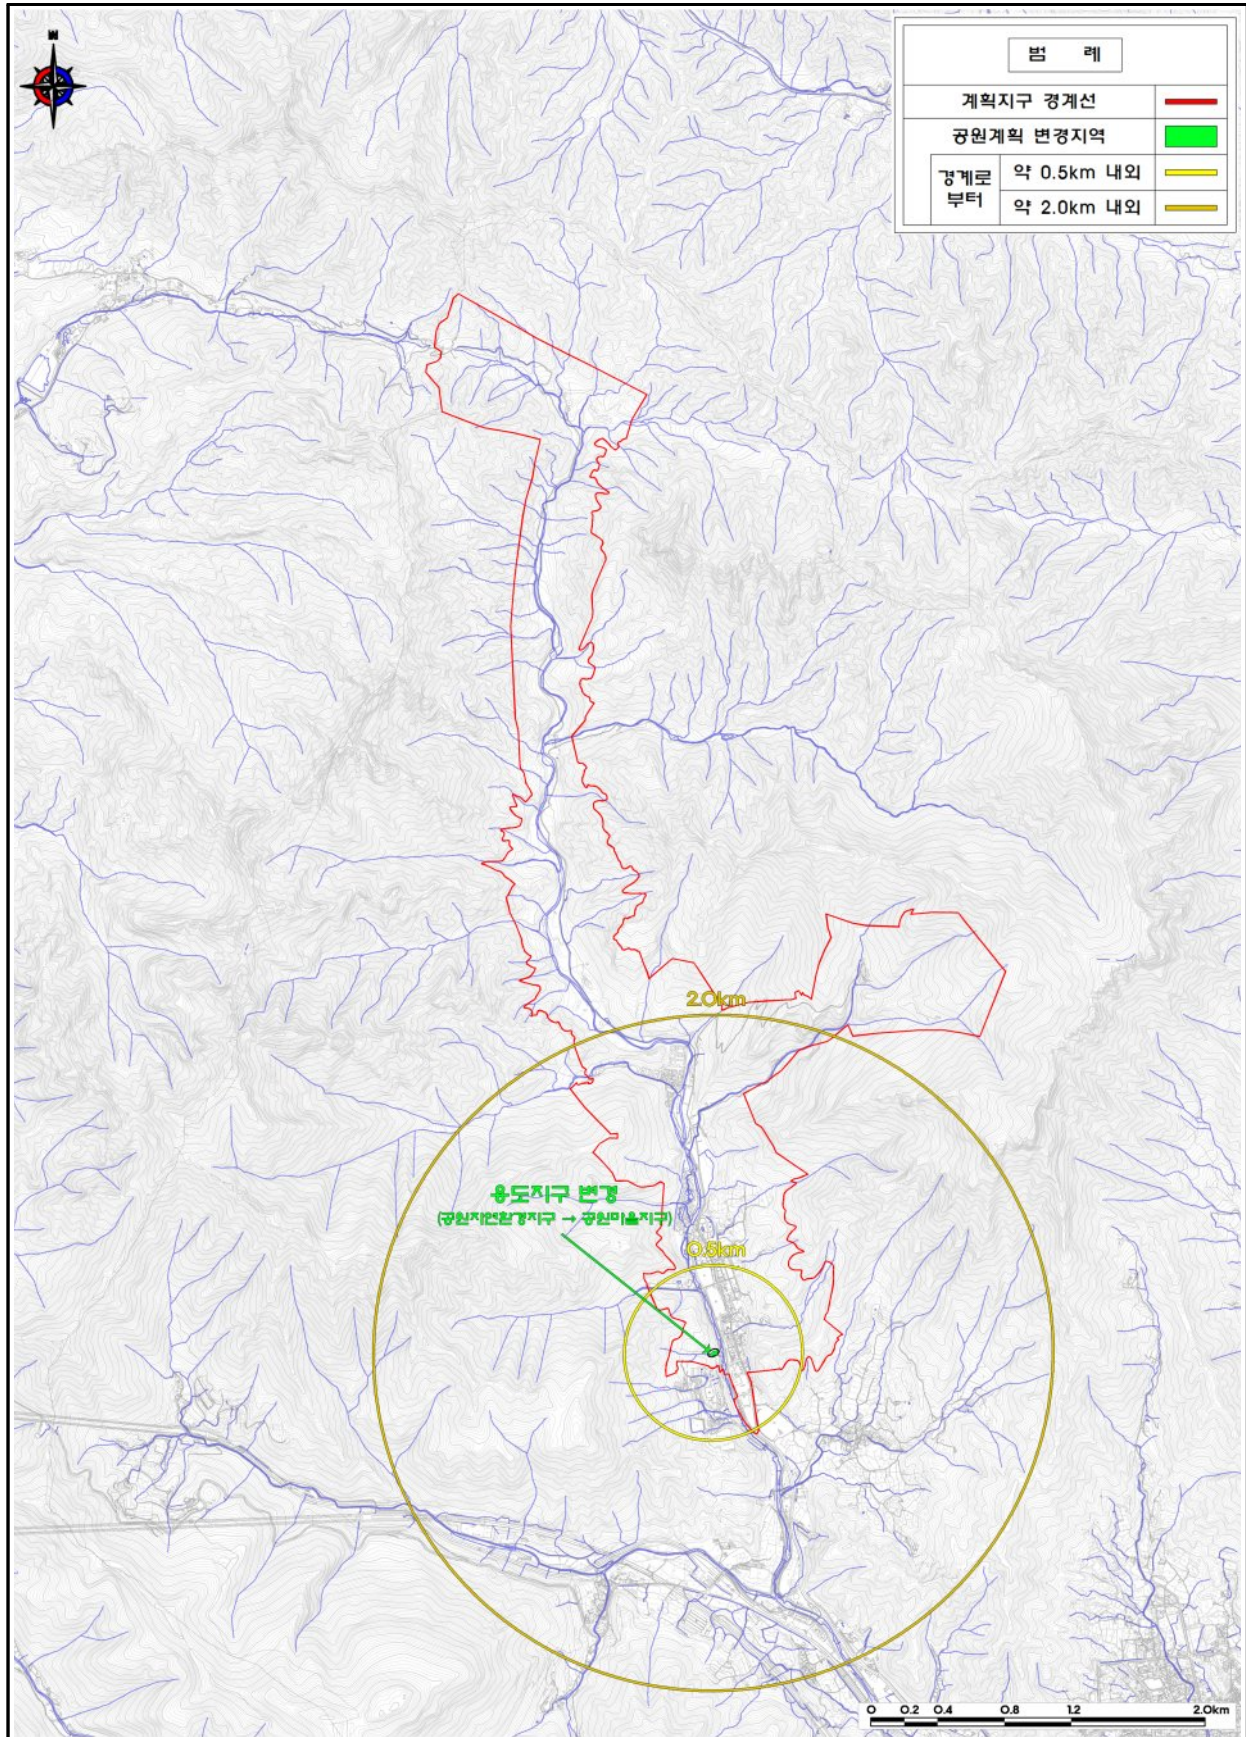 범 례
계획지구 경계선
공원계획 변경지역
경계로
부터
약 0.5km 내외
약 2.0km 내외
2.0km
용도지구 변경
(공원자연환경지구 → 공원마을지구)
0.5km
0 0.2 0.4 0.8 1.2 2.0km